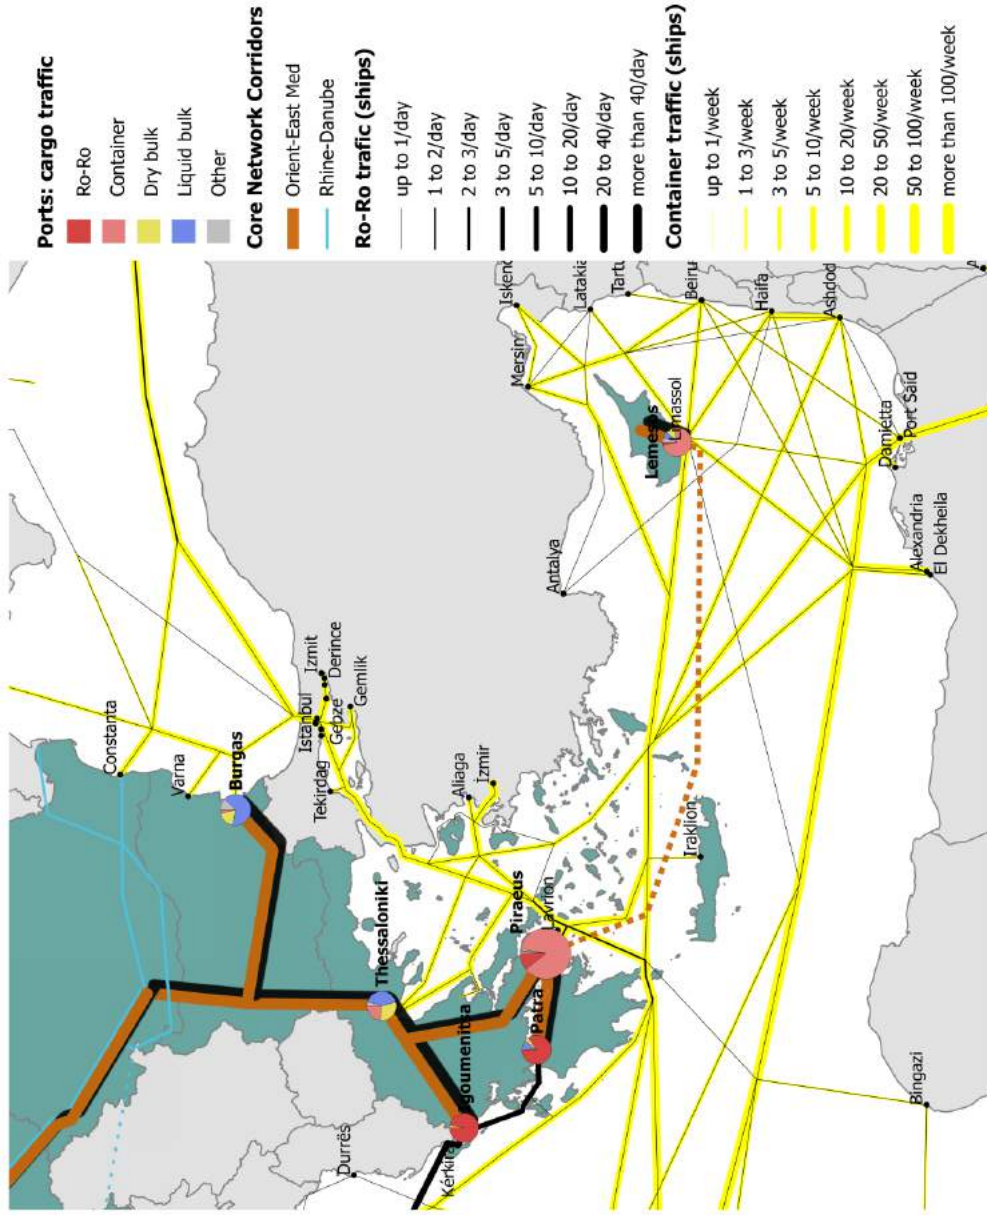 Ports: cargo traffic
Ro-Ro
Container
Dry bulk
Liquid bulk
Other
Core Network Corridors
Orient-East Med
Rhine-Danube
Ro-Ro trafic (ships)
up to 1/day
1 to 2/day
2 to 3/day
3 to 5/day
5 to 10/day
10 to 20/day
20 to 40/day
more than 40/day
Container traffic (ships)
up to 1/week
1 to 3/week
3 to 5/week
5 to 10/week
10 to 20/week
20 to 50/week
50 to 100/week
more than 100/week
Constanta
Varna
Burgas
Istanbul
Izmit
Derince
Gebze
Gemlik
Tekirdag
Thessaloniki
Durrës
goumenitsa
Kérkira
Aliaga
Izmir
Piraeus
Lavrion
Patra
Antalya
Mersin
Iskend
Latakia
Tartu
Lemesos
Limassol
Beiru
Haifa
Ashdod
Iraklion
Damietta
Port Said
Alexandria
El Dekheila
Bingazi
A